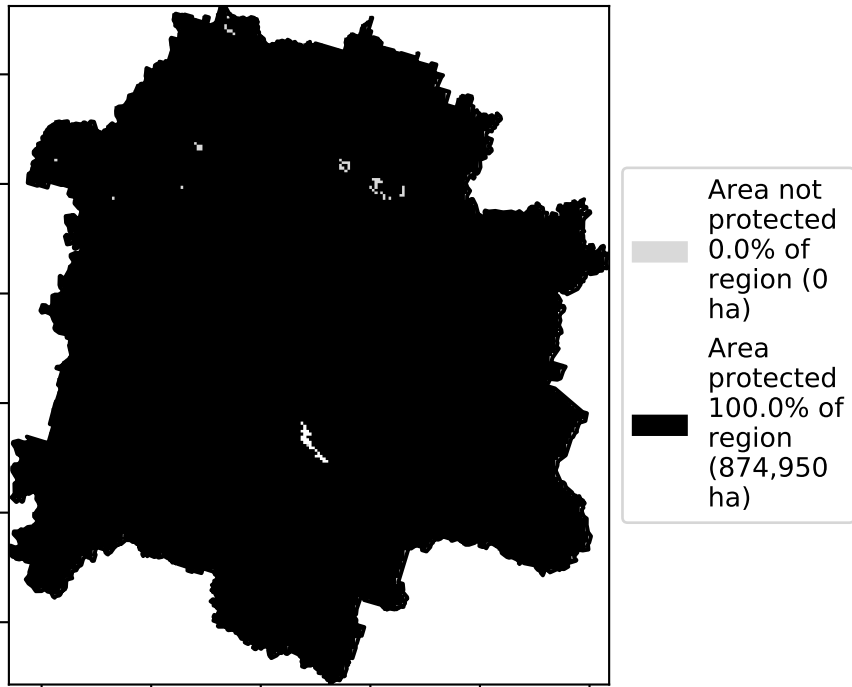 Area not
protected
0.0% of
region (0
ha)
Area
protected
100.0% of
region
(874,950
ha)